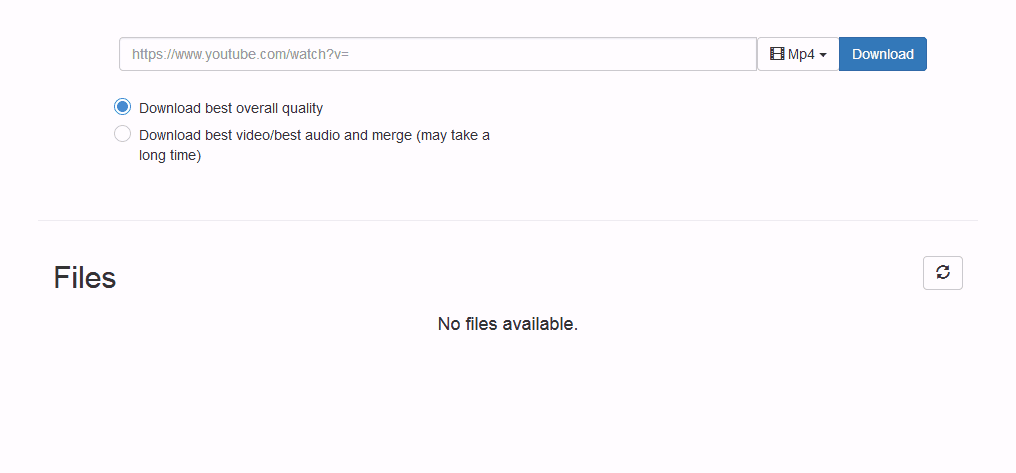 https://www.youtube.com/watch?v=
Mp4
Download
Download best overall quality
Download best video/best audio and merge (may take a
long time)
Files
No files available.